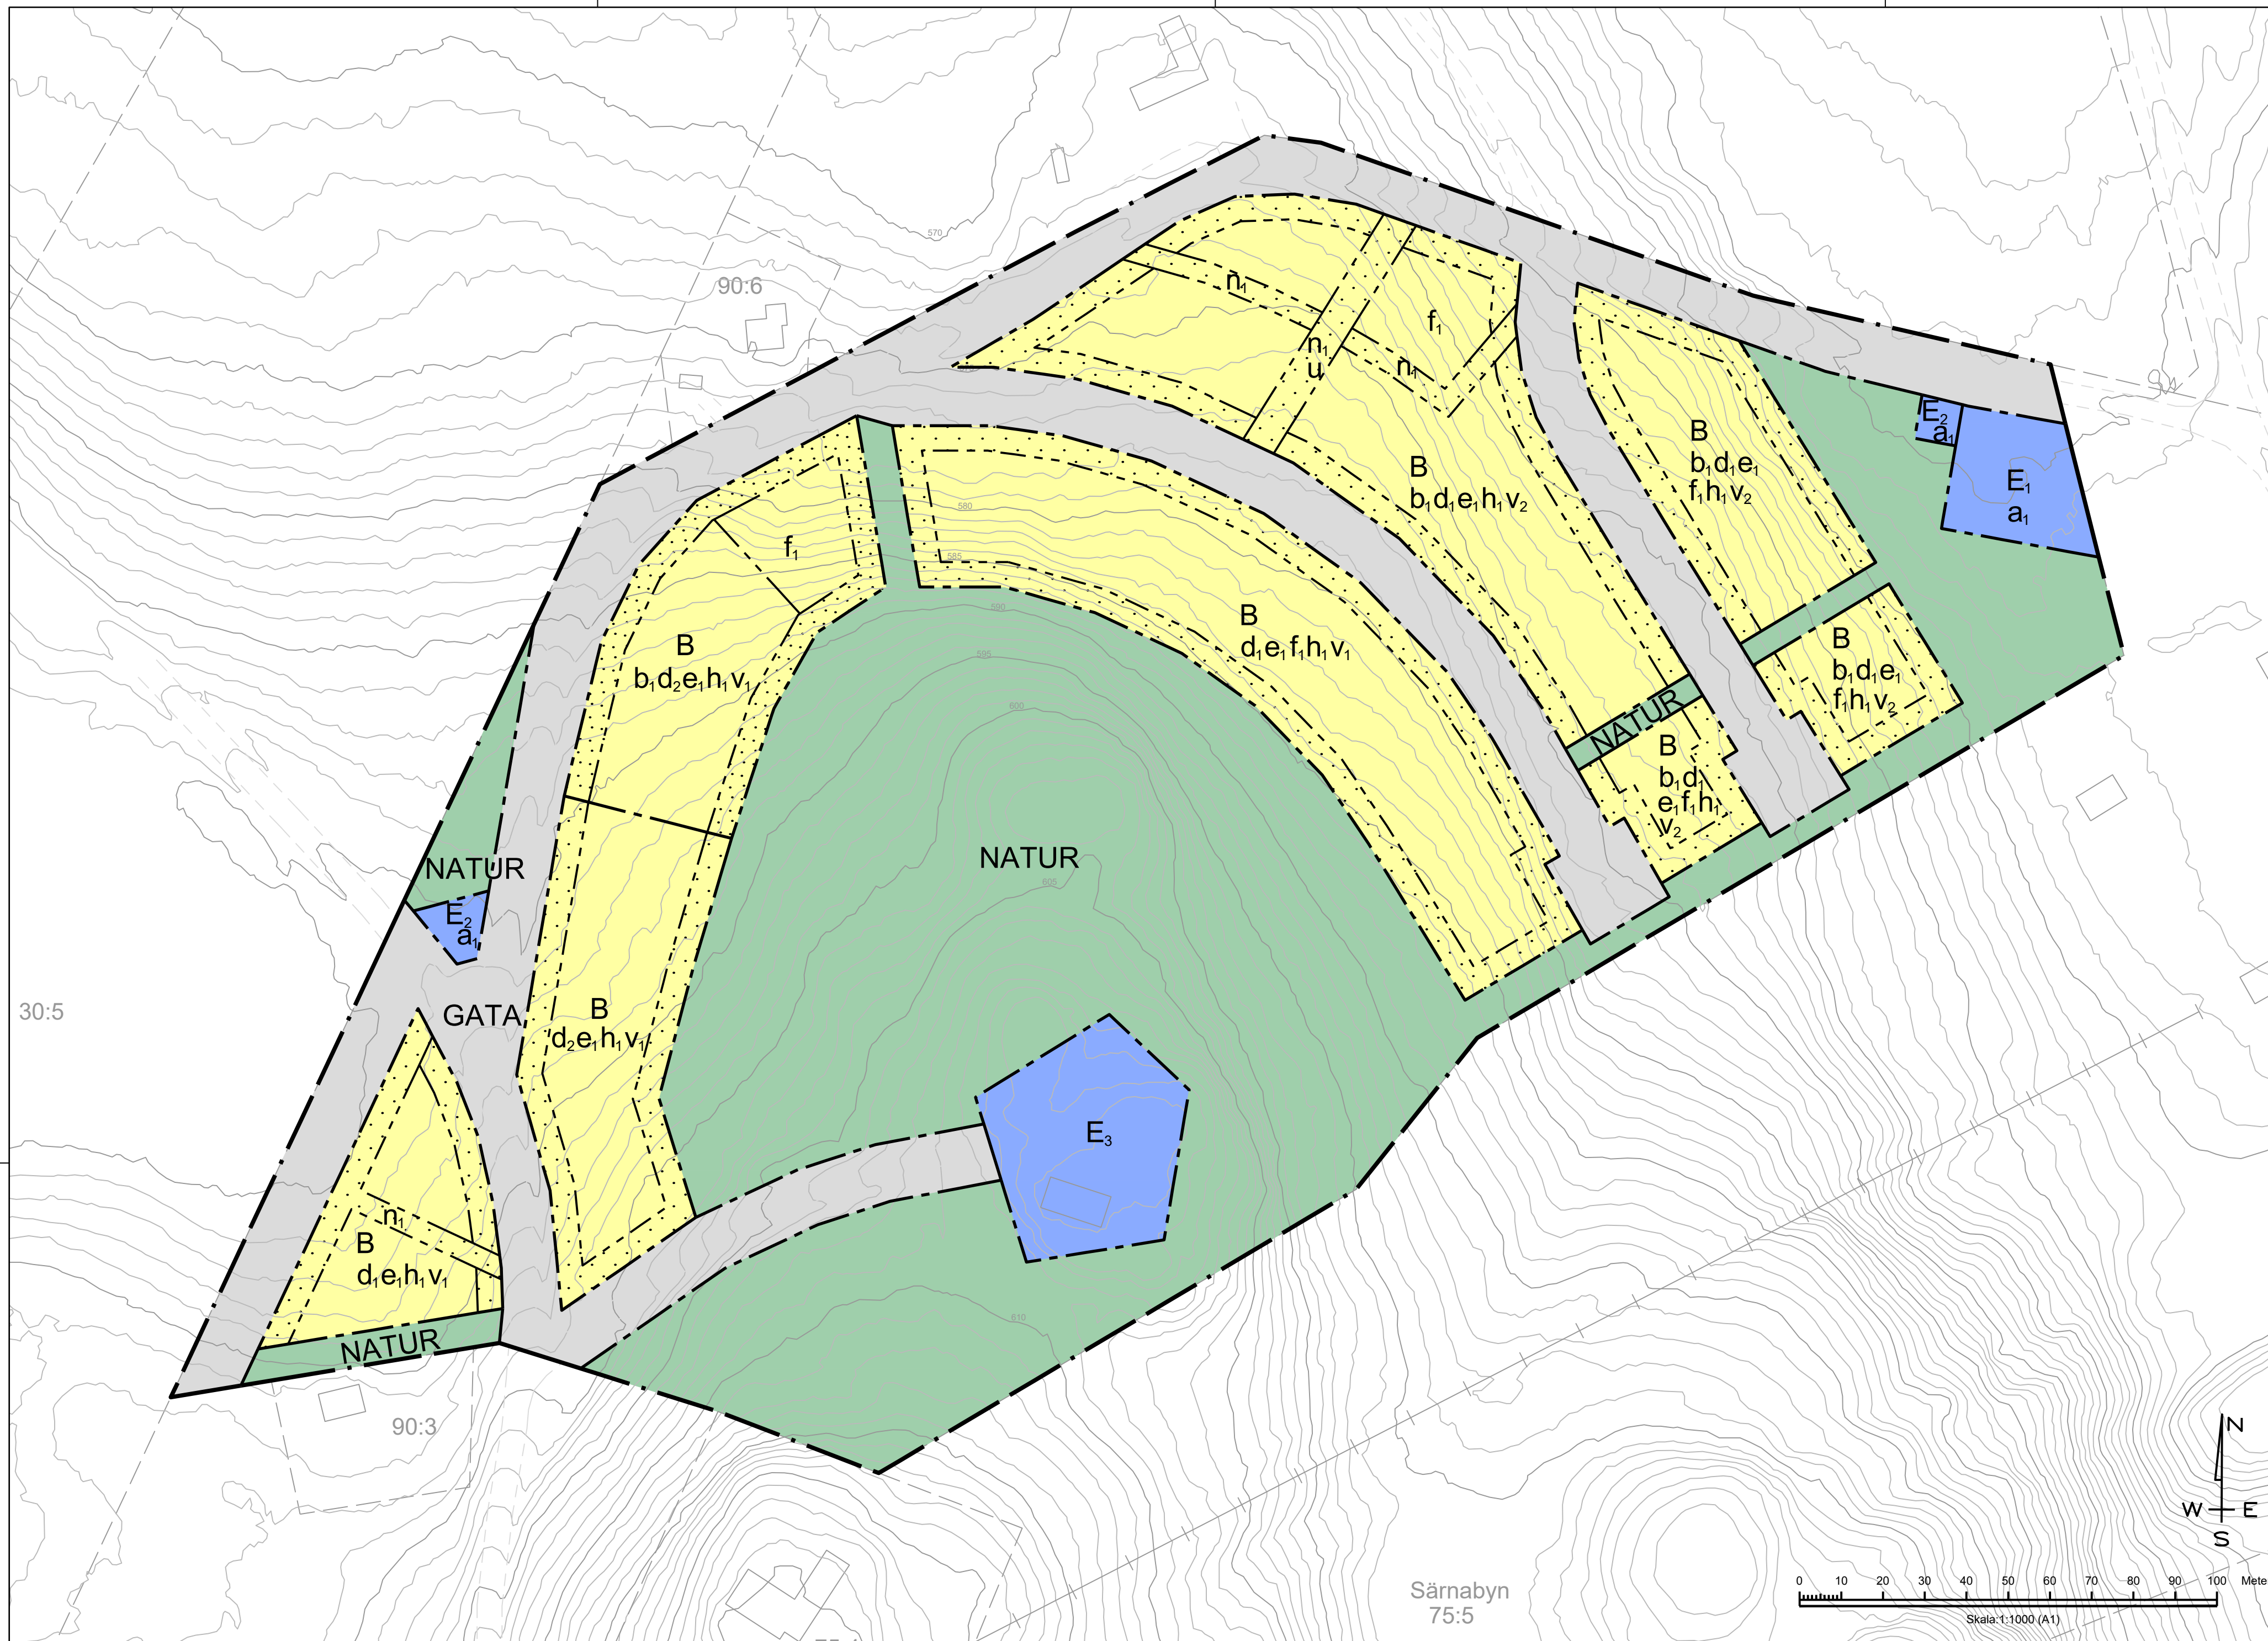 570
90:6
n₁
f₁
n₁
u
n₁
E₂
a₁
B
b₁d₁e₁
f₁h₁v₂
B
b₁d₁e₁h₁v₂
E₁
a₁
580
f₁
585
590
B
d₁e₁f₁h₁v₁
B
b₁d₂e₁h₁v₁
B
b₁d₁e₁
f₁h₁v₂
595
600
NATUR
B
b₁d₁
e₁f₁h₁
v₂
NATUR
NATUR
605
E₂
a₁
30:5
GATA
B
d₂e₁h₁v₁
E₃
n₁
B
d₁e₁h₁v₁
610
NATUR
90:3
N
W E
S
Särnabyn
75:5
0 10 20 30 40 50 60 70 80 90 100 Mete
Skala:1:1000 (A1)